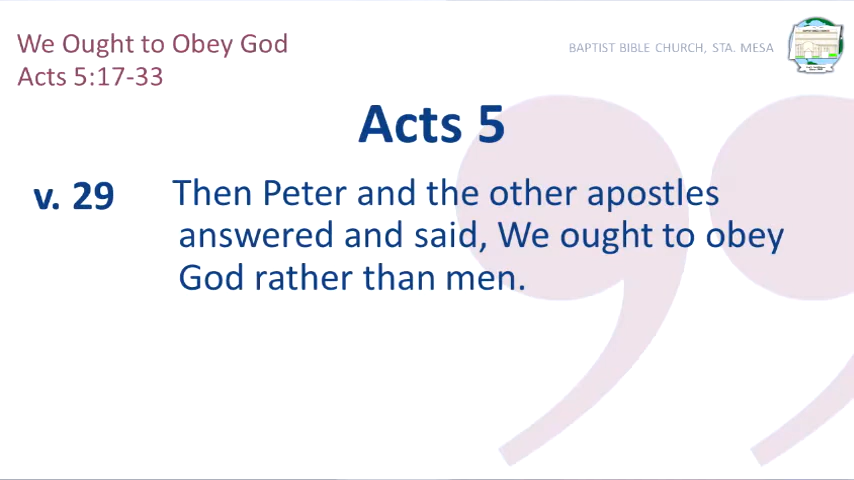 We Ought to Obey God
Acts 5:17-33
BAPTIST BIBLE CHURCH, STA. MESA
Acts 5
v. 29 Then Peter and the other apostles
answered and said, We ought to obey
God rather than men.